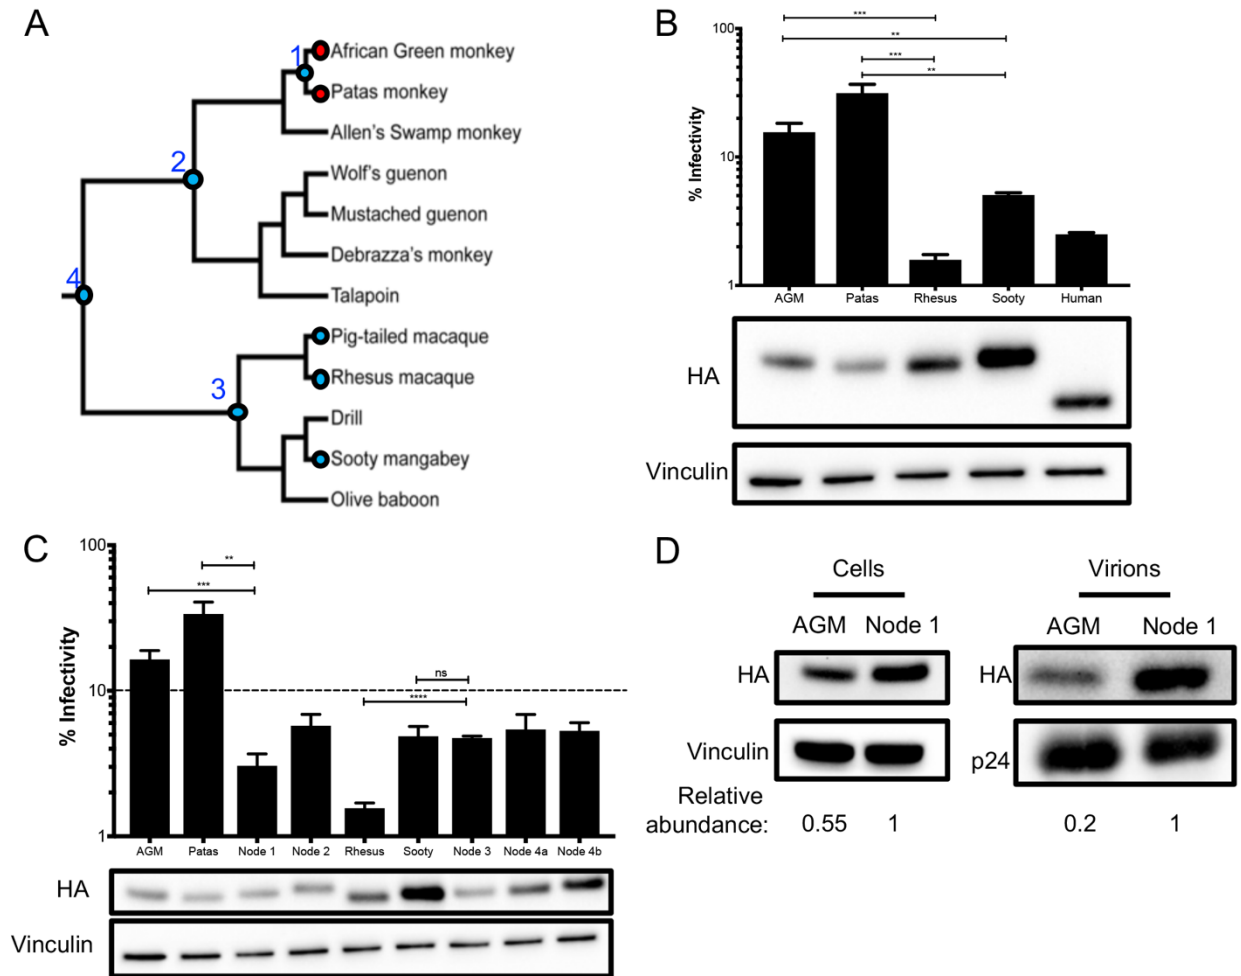 A
1
African Green monkey
Patas monkey
Allen's Swamp monkey
2
Wolf's guenon
Mustached guenon
Debrazza's monkey
4
Talapoin
Pig-tailed macaque
Rhesus macaque
3
Drill
Sooty mangabey
Olive baboon
B
% Infectivity
100
10
1
***
**
***
**
AGM Patas Rhesus Sooty Human
HA
Vinculin
C
% Infectivity
100
10
1
**
***
ns
****
AGM Patas Node 1 Node 2 Rhesus Sooty Node 3 Node 4a Node 4b
HA
Vinculin
D
Cells Virions
AGM Node 1 AGM Node 1
HA HA
Vinculin p24
Relative
abundance: 0.55 1 0.2 1